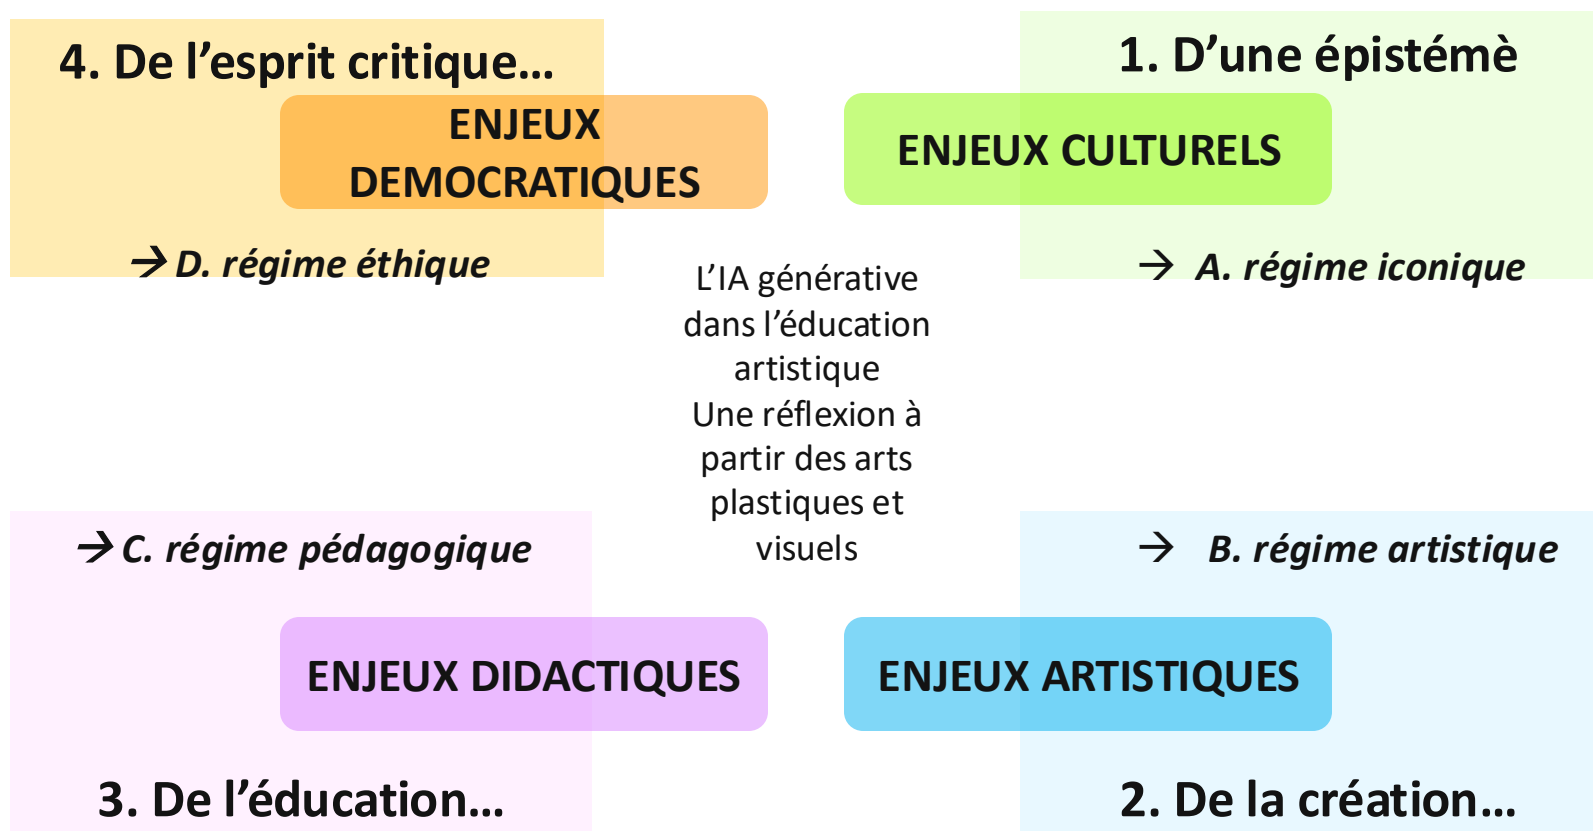 4. De l’esprit critique…
ENJEUX
DEMOCRATIQUES
→ D. régime éthique
1. D’une épistémè
ENJEUX CULTURELS
→ A. régime iconique
L’IA générative
dans l’éducation
artistique
Une réflexion à
partir des arts
plastiques et
visuels
→ C. régime pédagogique
ENJEUX DIDACTIQUES
3. De l’éducation…
→ B. régime artistique
ENJEUX ARTISTIQUES
2. De la création…